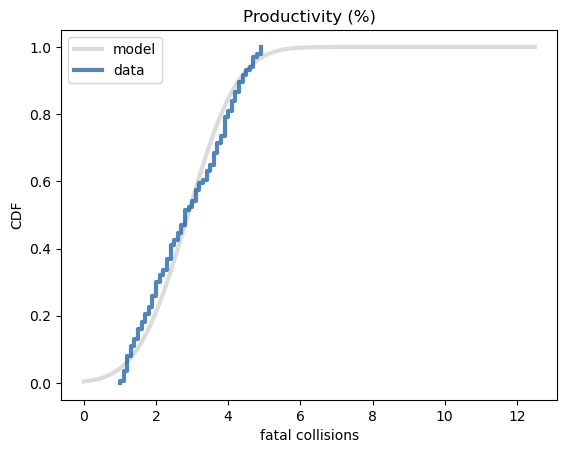 Productivity (%)
model
data
CDF
1.0
0.8
0.6
0.4
0.2
0.0
0 2 4 6 8 10 12
fatal collisions